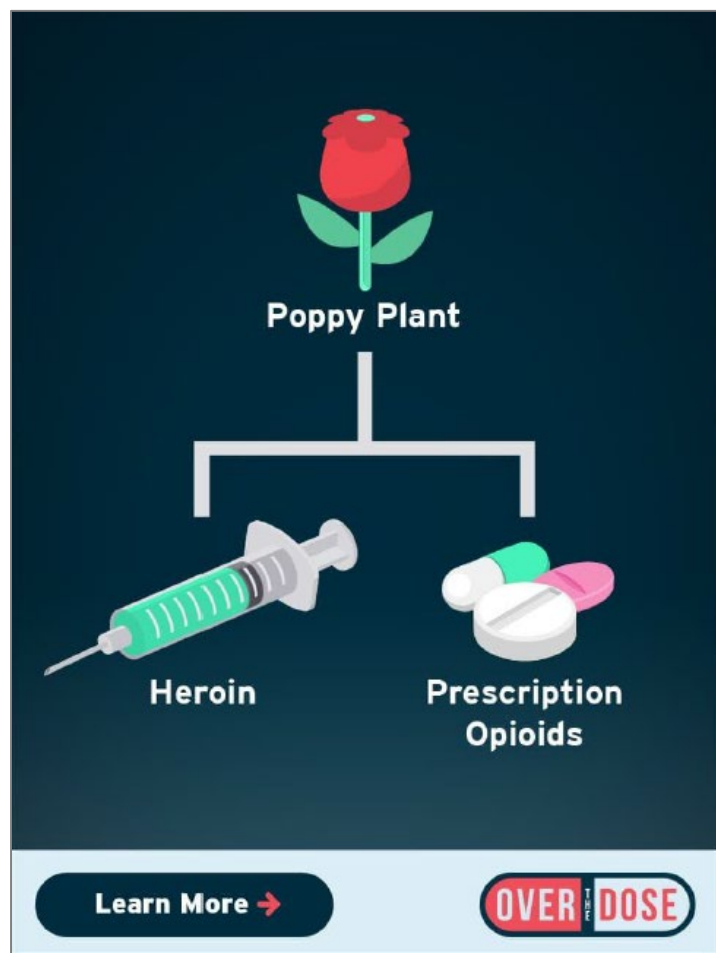 Poppy Plant
Heroin
Prescription
Opioids
Learn More
OVER THE DOSE